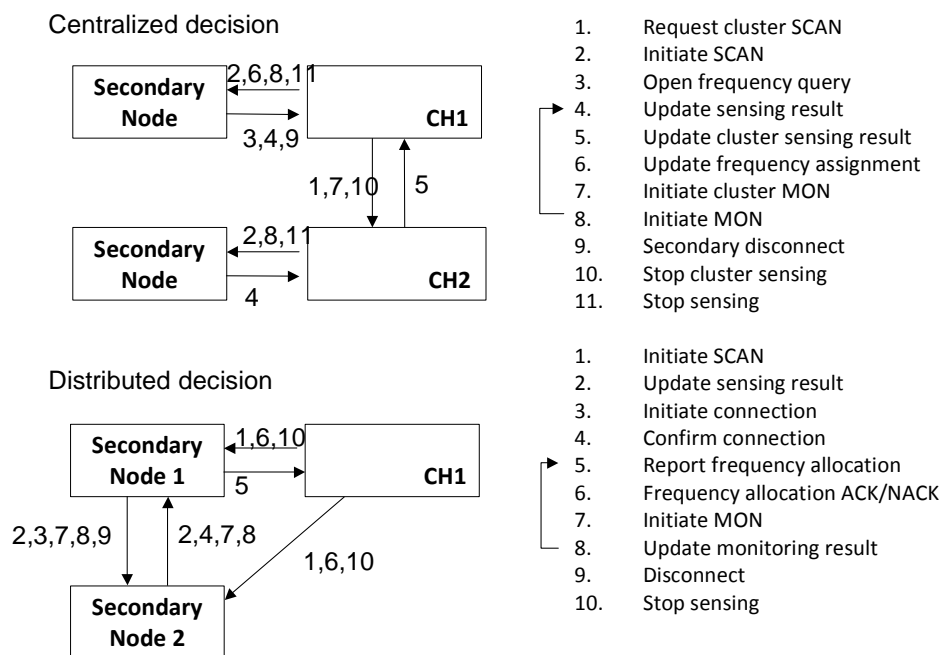 Centralized decision
Secondary
Node
2,6,8,11
3,4,9
CH1
1,7,10
5
Secondary
Node
2,8,11
4
CH2
1. Request cluster SCAN
2. Initiate SCAN
3. Open frequency query
4. Update sensing result
5. Update cluster sensing result
6. Update frequency assignment
7. Initiate cluster MON
8. Initiate MON
9. Secondary disconnect
10. Stop cluster sensing
11. Stop sensing
Distributed decision
Secondary
Node 1
1,6,10
5
CH1
2,3,7,8,9
2,4,7,8
1,6,10
Secondary
Node 2
1. Initiate SCAN
2. Update sensing result
3. Initiate connection
4. Confirm connection
5. Report frequency allocation
6. Frequency allocation ACK/NACK
7. Initiate MON
8. Update monitoring result
9. Disconnect
10. Stop sensing